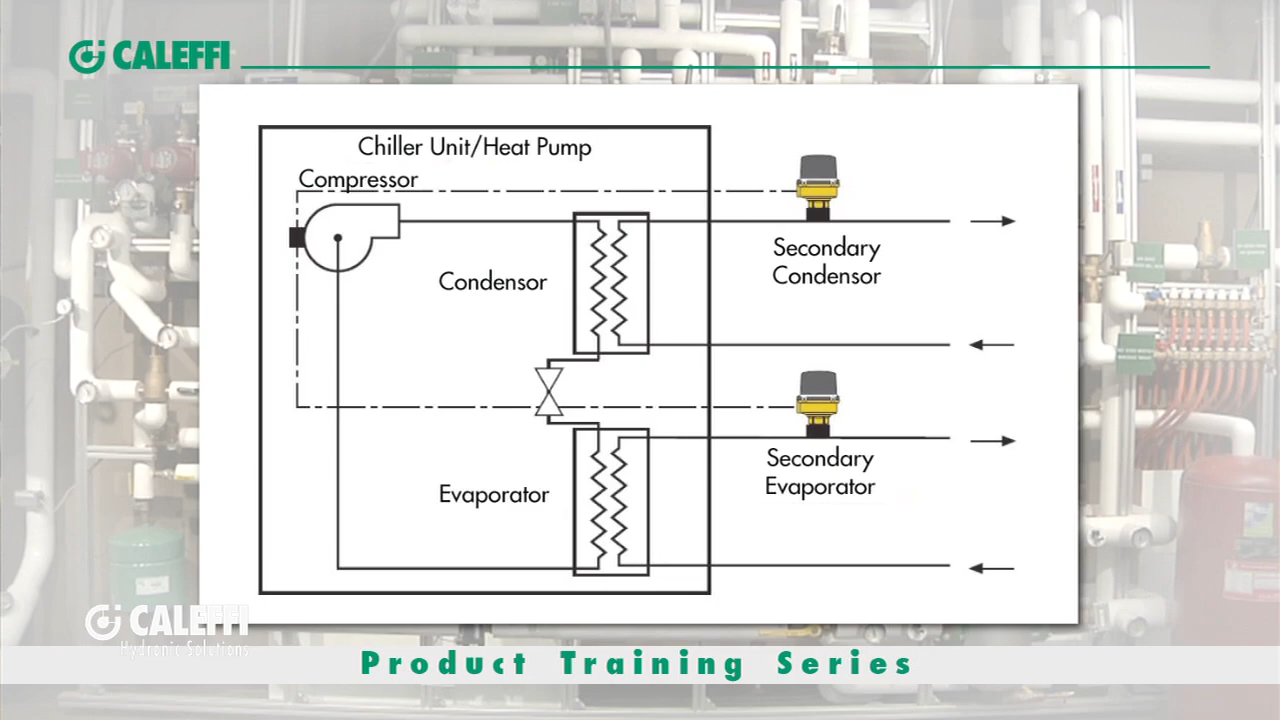 CALEFFI
Chiller Unit/Heat Pump
Compressor
Secondary
Condensor
Condensor
Secondary
Evaporator
Evaporator
CALEFFI
Hydronic Solutions
Product Training Series